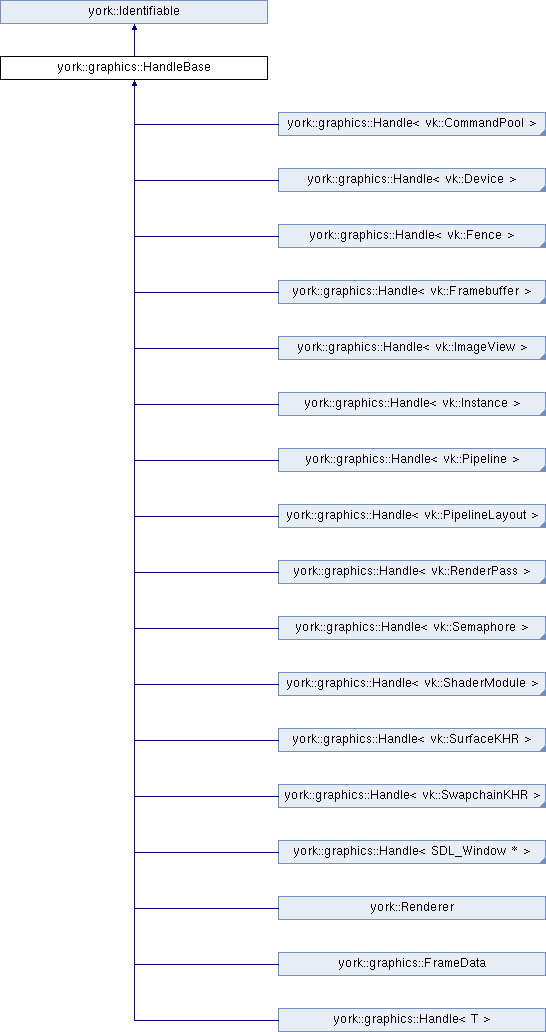 york::Identifiable
york::graphics::HandleBase
york::graphics::Handle< vk::CommandPool >
york::graphics::Handle< vk::Device >
york::graphics::Handle< vk::Fence >
york::graphics::Handle< vk::Framebuffer >
york::graphics::Handle< vk::ImageView >
york::graphics::Handle< vk::Instance >
york::graphics::Handle< vk::Pipeline >
york::graphics::Handle< vk::PipelineLayout >
york::graphics::Handle< vk::RenderPass >
york::graphics::Handle< vk::Semaphore >
york::graphics::Handle< vk::ShaderModule >
york::graphics::Handle< vk::SurfaceKHR >
york::graphics::Handle< vk::SwapchainKHR >
york::graphics::Handle< SDL_Window * >
york::Renderer
york::graphics::FrameData
york::graphics::Handle< T >